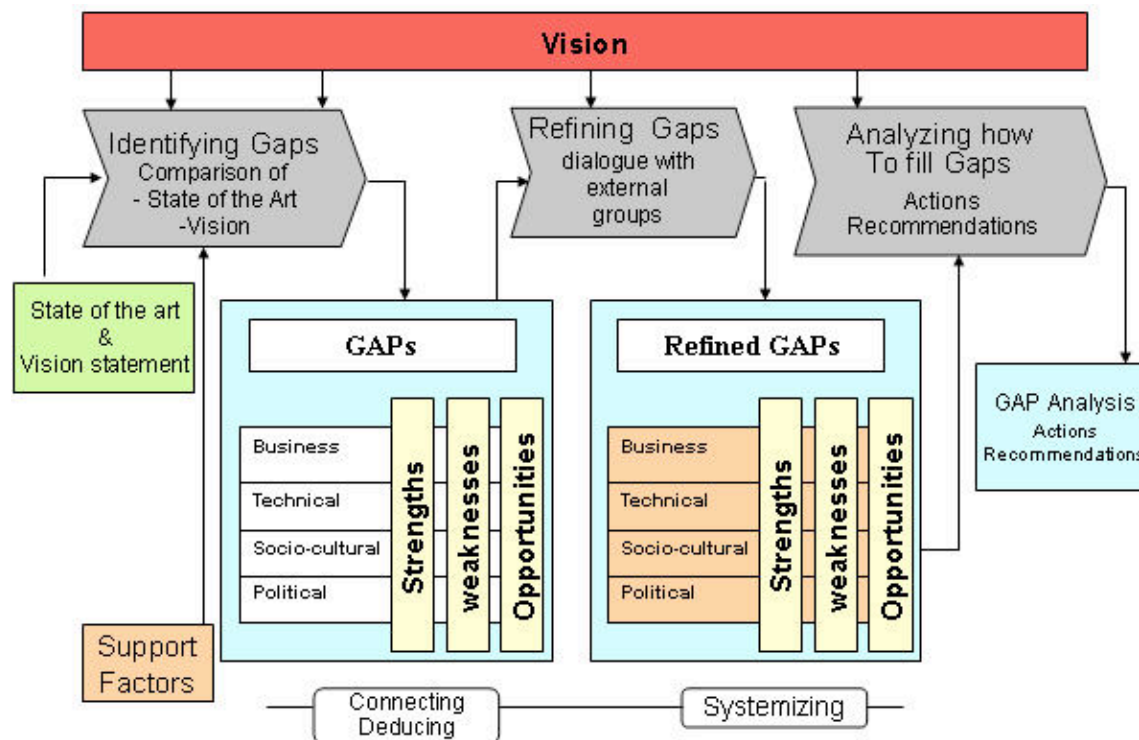 Vision
Identifying Gaps
Comparison of
- State of the Art
-Vision
Refining Gaps
dialogue with
external
groups
Analyzing how
To fill Gaps
Actions
Recommendations
State of the art
&
Vision statement
Support
Factors
GAPs
Business
Technical
Socio-cultural
Political
Strengths
weaknesses
Opportunities
Refined GAPs
Business
Technical
Socio-cultural
Political
Strengths
weaknesses
Opportunities
GAP Analysis
Actions
Recommendations
Connecting
Deducing
Systemizing